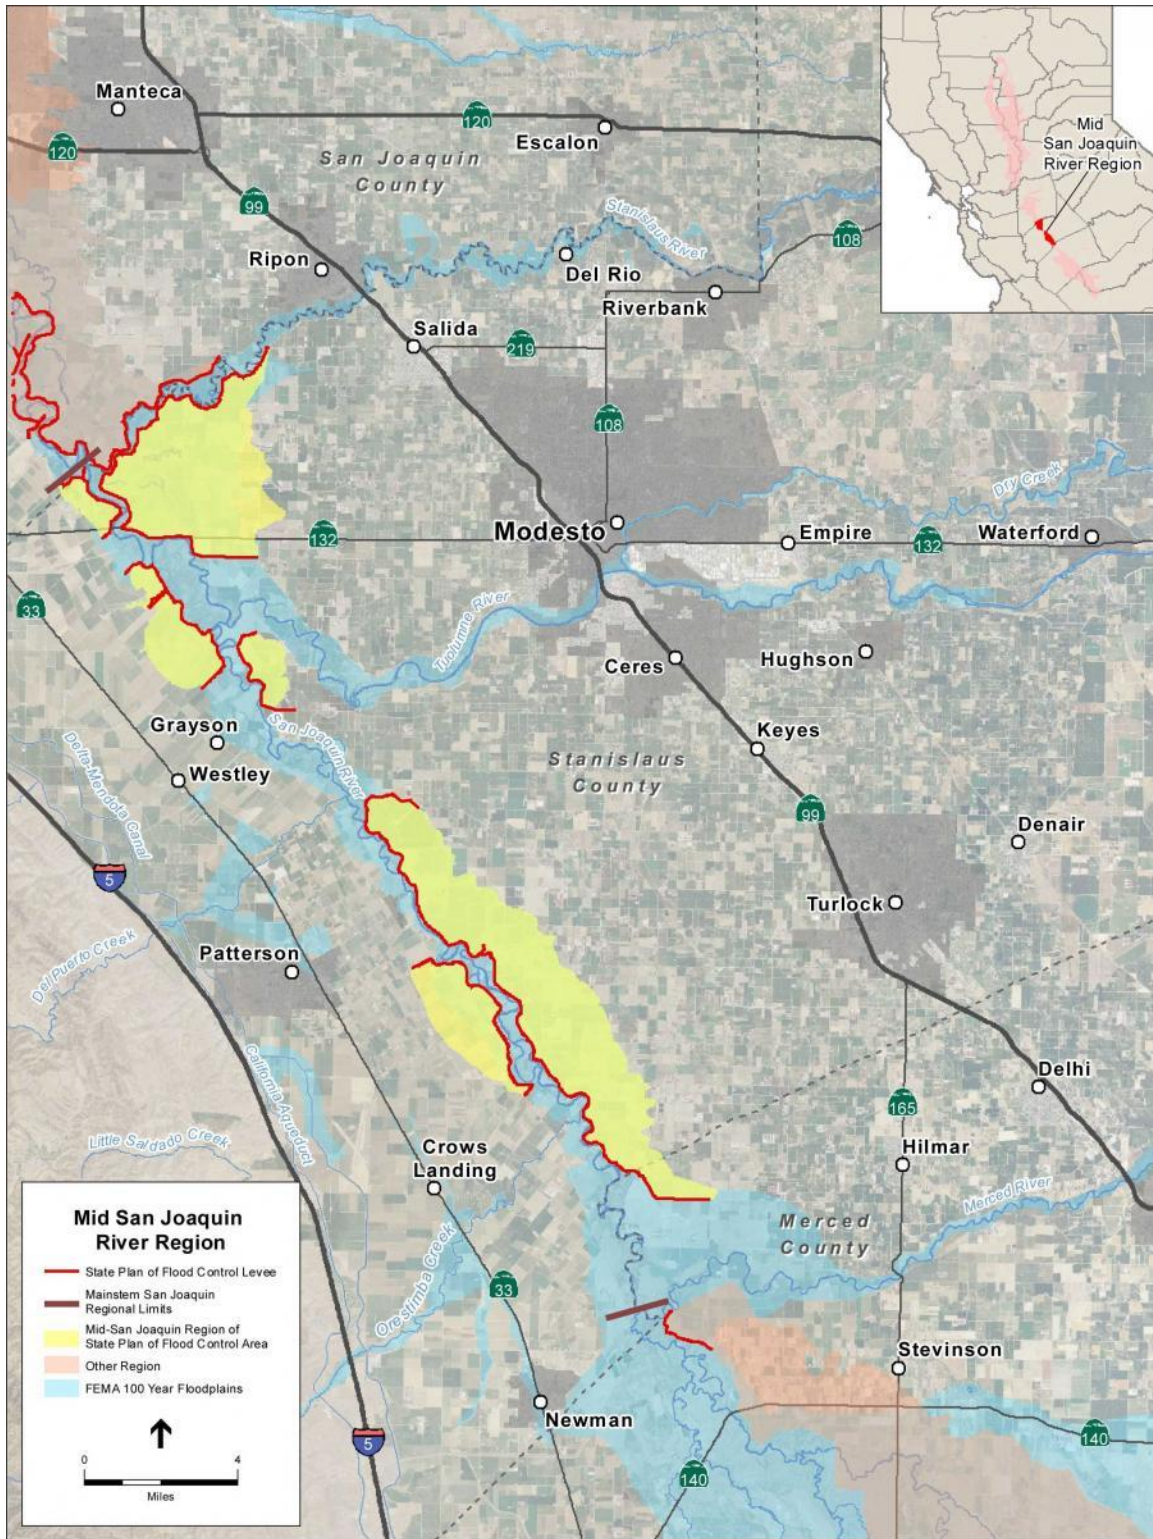 Mid
San Joaquin
River Region
Manteca
120
120
Escalon
San Joaquin
County
99
Stanislaus River
108
Ripon
Del Rio
Riverbank
Salida
219
108
Dry Creek
Modesto
132
Empire
132
Waterford
33
Tuolumne River
Ceres
Hughson
Grayson
San Joaquin River
Keyes
Westley
Stanislaus
County
Delta-Mendota Canal
99
Denair
5
Turlock
Patterson
Del Puerto Creek
California Aqueduct
Delhi
165
Little Saldado Creek
Crows
Landing
Hilmar
Merced River
Merced
County
Orestimba Creek
33
Stevinson
Newman
5
140
140
Mid San Joaquin
River Region
State Plan of Flood Control Levee
Mainstem San Joaquin
Regional Limits
Mid-San Joaquin Region of
State Plan of Flood Control Area
Other Region
FEMA 100 Year Floodplains
0 4
Miles